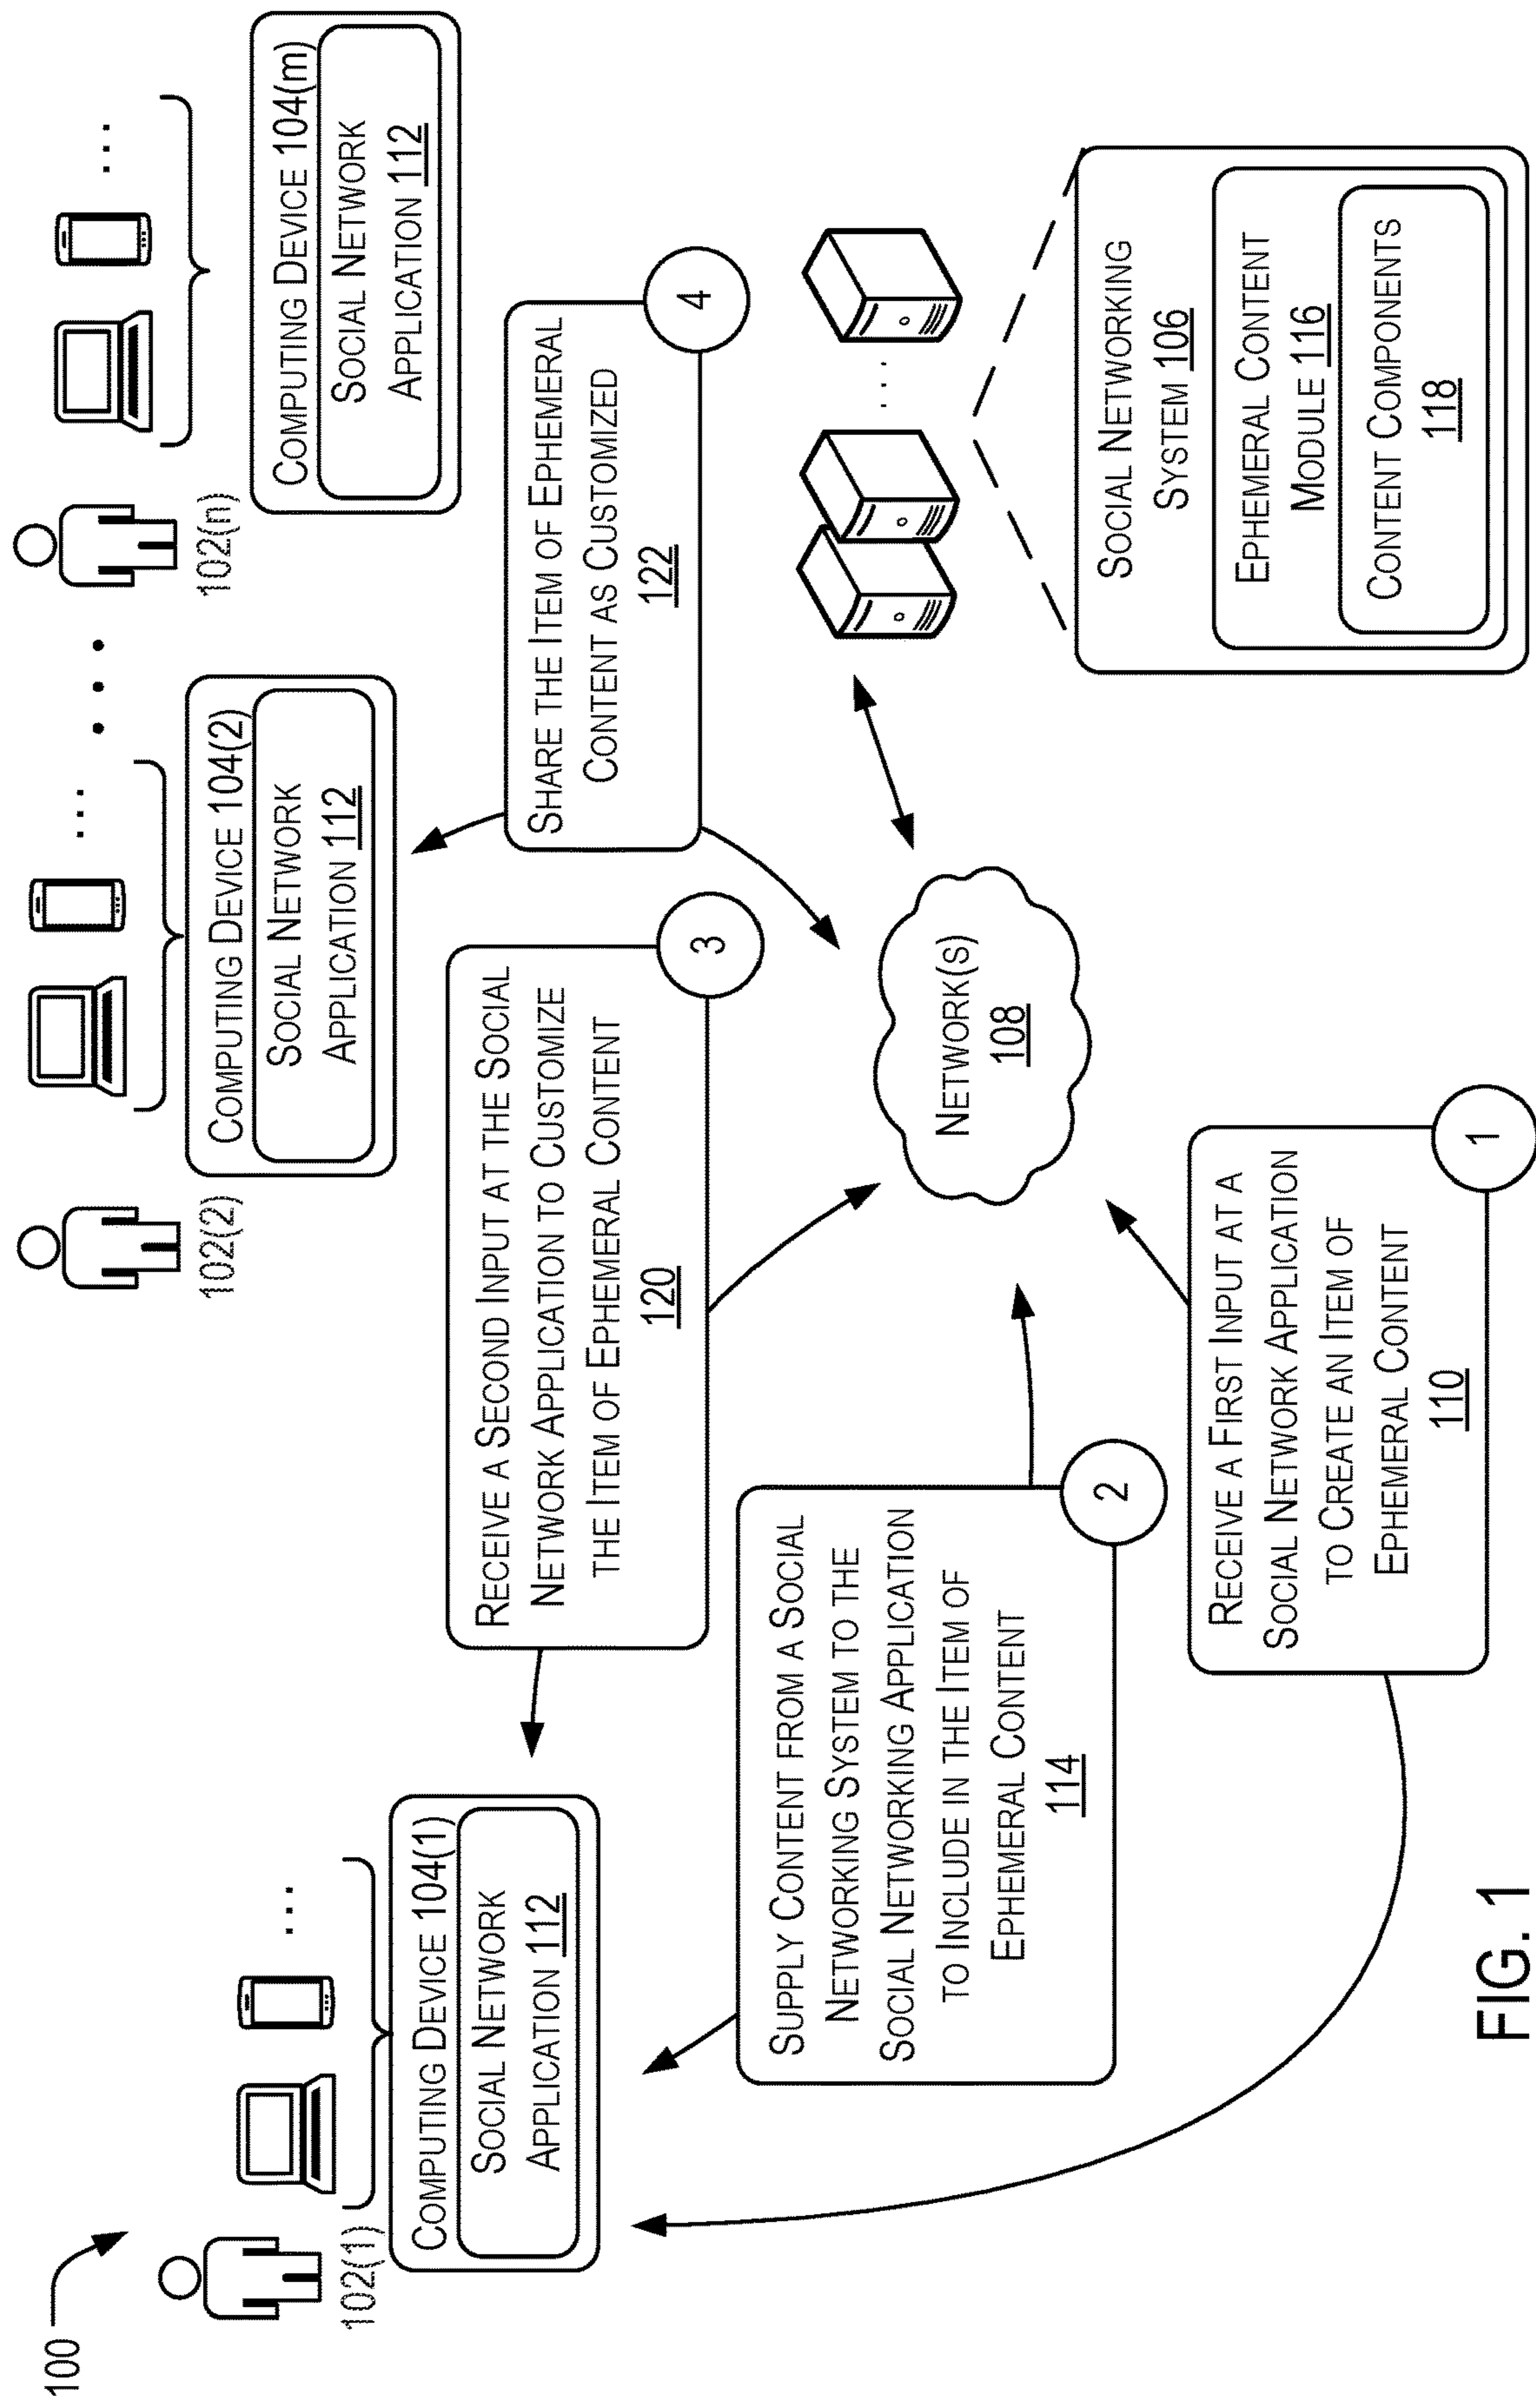 100
102(1)
...
COMPUTING DEVICE 104(1)
SOCIAL NETWORK
APPLICATION 112
102(2)
...
COMPUTING DEVICE 104(2)
SOCIAL NETWORK
APPLICATION 112
...
102(n)
...
COMPUTING DEVICE 104(m)
SOCIAL NETWORK
APPLICATION 112
RECEIVE A SECOND INPUT AT THE SOCIAL
NETWORK APPLICATION TO CUSTOMIZE
THE ITEM OF EPHEMERAL CONTENT
120
3
SHARE THE ITEM OF EPHEMERAL
CONTENT AS CUSTOMIZED
122
4
SUPPLY CONTENT FROM A SOCIAL
NETWORKING SYSTEM TO THE
SOCIAL NETWORKING APPLICATION
TO INCLUDE IN THE ITEM OF
EPHEMERAL CONTENT
114
2
NETWORK(S)
108
...
RECEIVE A FIRST INPUT AT A
SOCIAL NETWORK APPLICATION
TO CREATE AN ITEM OF
EPHEMERAL CONTENT
110
1
SOCIAL NETWORKING
SYSTEM 106
EPHEMERAL CONTENT
MODULE 116
CONTENT COMPONENTS
118
FIG. 1